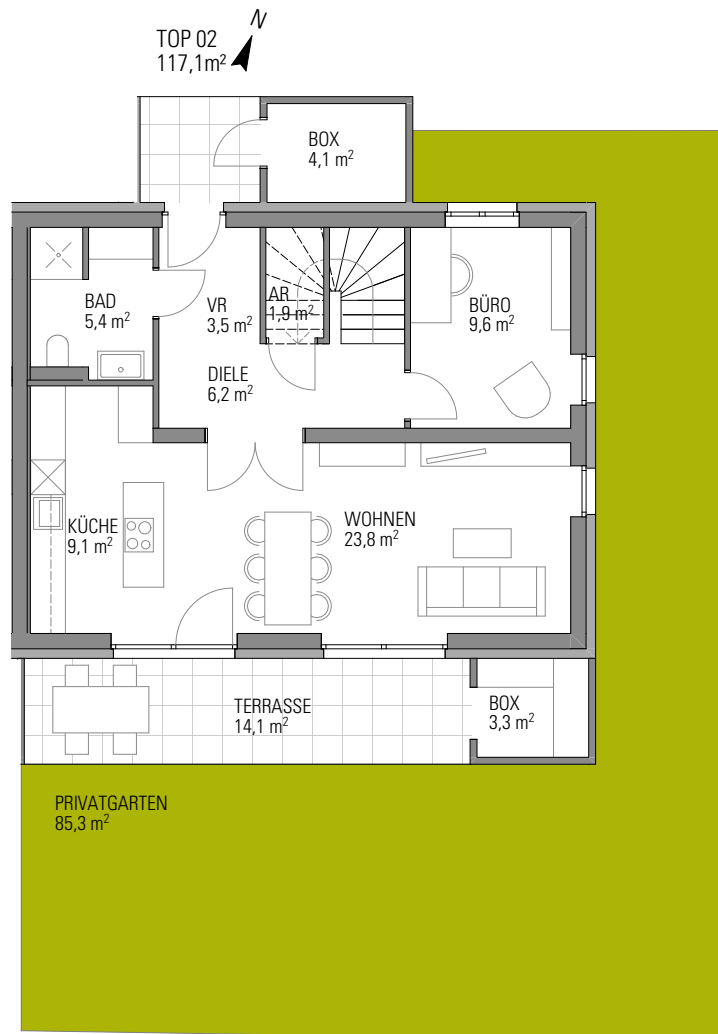 N
TOP 02
117,1m²
BOX
4,1 m²
BAD
5,4 m²
VR
3,5 m²
AR
1,9 m²
BÜRO
9,6 m²
DIELE
6,2 m²
KÜCHE
9,1 m²
WOHNEN
23,8 m²
TERRASSE
14,1 m²
BOX
3,3 m²
PRIVATGARTEN
85,3 m²